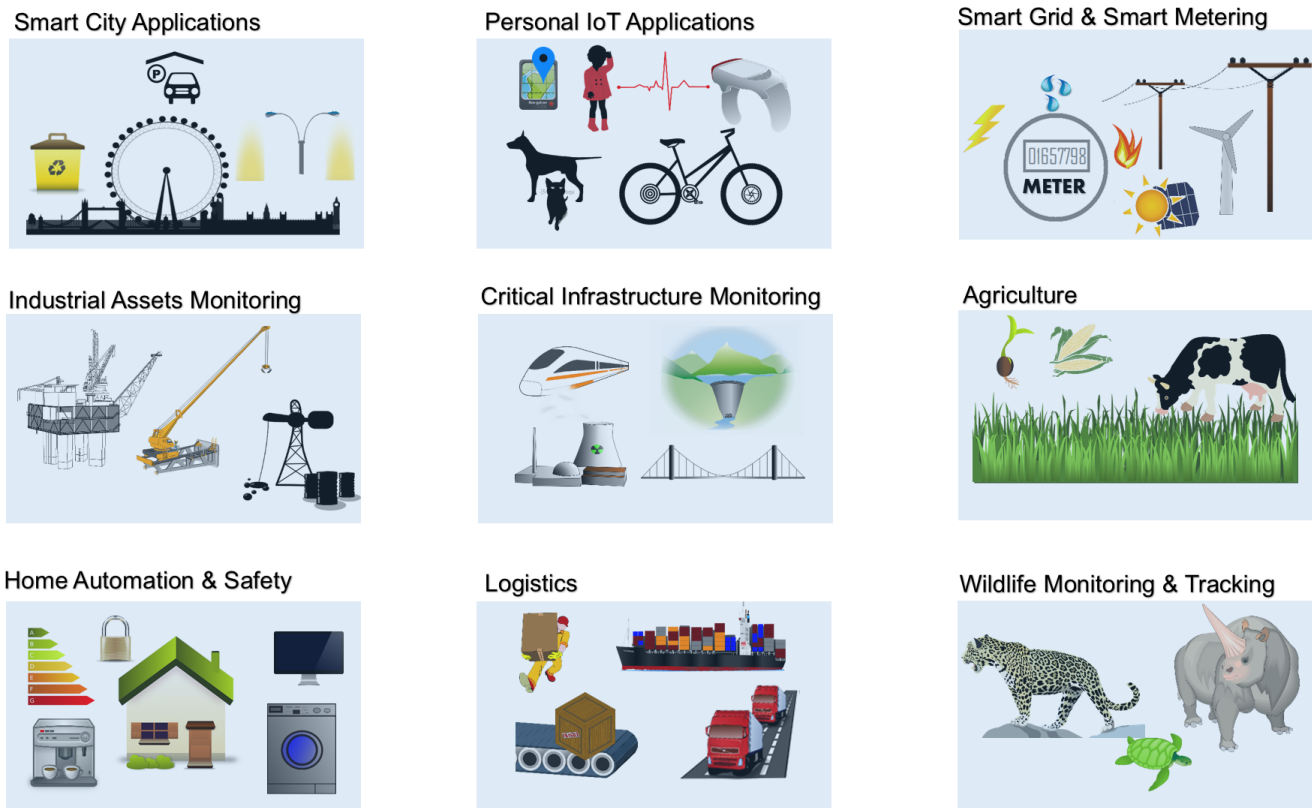 Smart City Applications
Personal IoT Applications
Smart Grid & Smart Metering
P
Navigation
01657798
METER
Industrial Assets Monitoring
Critical Infrastructure Monitoring
Agriculture
Home Automation & Safety
Logistics
Wildlife Monitoring & Tracking
A
B
C
D
E
F
G